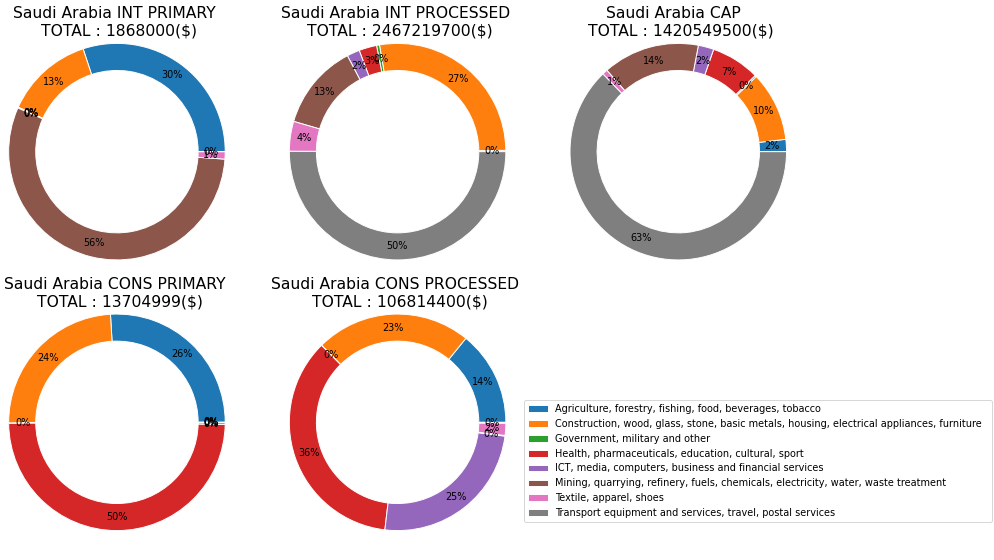 Saudi Arabia INT PRIMARY
TOTAL : 1868000($)
30%
13%
0%
0%
56%
1%
0%
Saudi Arabia INT PROCESSED
TOTAL : 2467219700($)
0%
27%
0%
3%
2%
13%
4%
50%
Saudi Arabia CAP
TOTAL : 1420549500($)
2%
10%
0%
7%
2%
14%
1%
63%
Saudi Arabia CONS PRIMARY
TOTAL : 13704999($)
26%
24%
0%
50%
0%
0%
Saudi Arabia CONS PROCESSED
TOTAL : 106814400($)
14%
23%
0%
36%
25%
0%
2%
0%
Agriculture, forestry, fishing, food, beverages, tobacco
Construction, wood, glass, stone, basic metals, housing, electrical appliances, furniture
Government, military and other
Health, pharmaceuticals, education, cultural, sport
ICT, media, computers, business and financial services
Mining, quarrying, refinery, fuels, chemicals, electricity, water, waste treatment
Textile, apparel, shoes
Transport equipment and services, travel, postal services